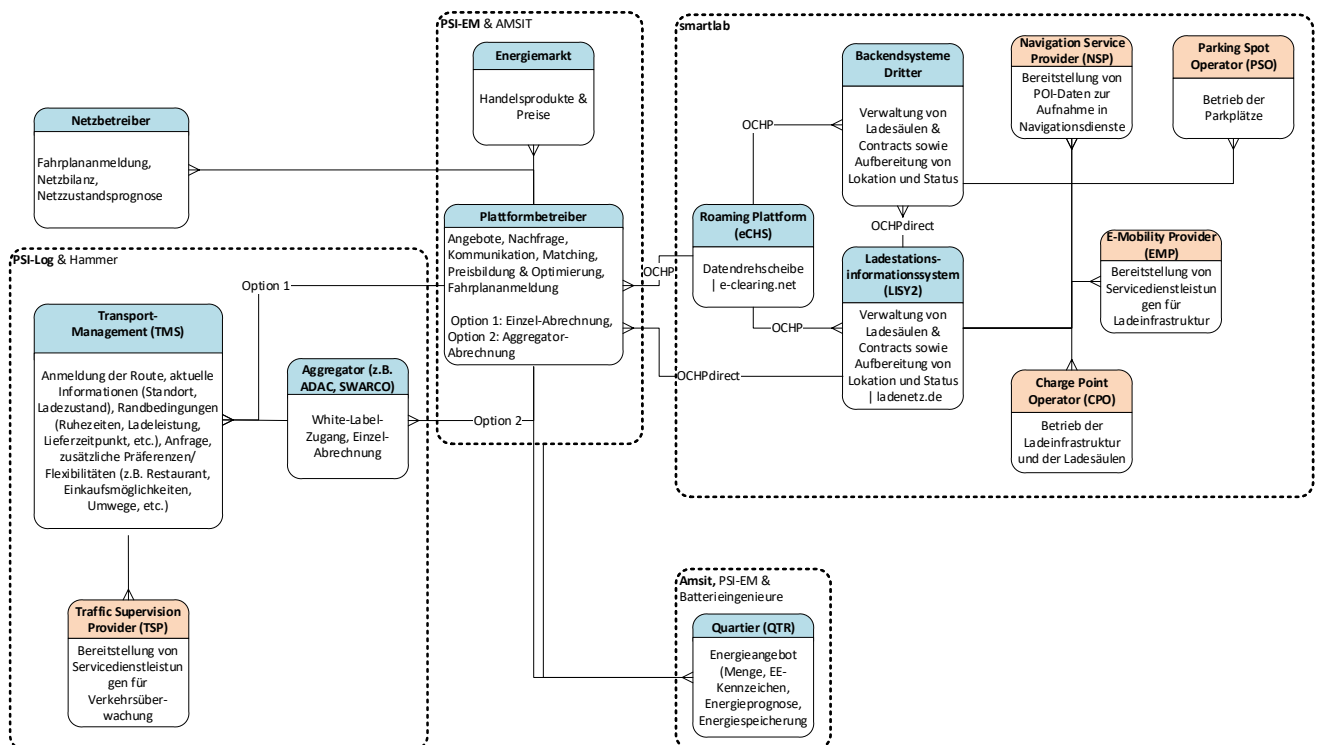 PSI-EM & AMSIT
Energiemarkt
Handelsprodukte &
Preise
Netzbetreiber
Fahrplananmeldung,
Netzbilanz,
Netzzustandsprognose
Plattformbetreiber
Angebote, Nachfrage,
Kommunikation, Matching,
Preisbildung & Optimierung,
Fahrplananmeldung
Option 1: Einzel-Abrechnung,
Option 2: Aggregator-
Abrechnung
PSI-Log & Hammer
Option 1
Transport-
Management (TMS)
Anmeldung der Route, aktuelle
Informationen (Standort,
Ladezustand), Randbedingungen
(Ruhezeiten, Ladeleistung,
Lieferzeitpunkt, etc.), Anfrage,
zusätzliche Präferenzen/
Flexibilitäten (z.B. Restaurant,
Einkaufsmöglichkeiten,
Umwege, etc.)
Aggregator (z.B.
ADAC, SWARCO)
White-Label-
Zugang, Einzel-
Abrechnung
Option 2
Traffic Supervision
Provider (TSP)
Bereitstellung von
Servicedienstleistun
gen für
Verkehrsüber-
wachung
smartlab
Backendsysteme
Dritter
Verwaltung von
Ladesäulen &
Contracts sowie
Aufbereitung von
Lokation und Status
Navigation Service
Provider (NSP)
Bereitstellung von
POI-Daten zur
Aufnahme in
Navigationsdienste
Parking Spot
Operator (PSO)
Betrieb der
Parkplätze
OCHP
Roaming Plattform
(eCHS)
Datendrehscheibe
| e-clearing.net
OCHP
OCHPdirect
OCHP
OCHPdirect
Ladestations-
informationssystem
(LISY2)
Verwaltung von
Ladesäulen &
Contracts sowie
Aufbereitung von
Lokation und Status
| ladenetz.de
E-Mobility Provider
(EMP)
Bereitstellung von
Servicedienstleistun
gen für
Ladeinfrastruktur
Charge Point
Operator (CPO)
Betrieb der
Ladeinfrastruktur
und der Ladesäulen
Amsit, PSI-EM &
Batterieingenieure
Quartier (QTR)
Energieangebot
(Menge, EE-
Kennzeichen,
Energieprognose,
Energiespeicherung